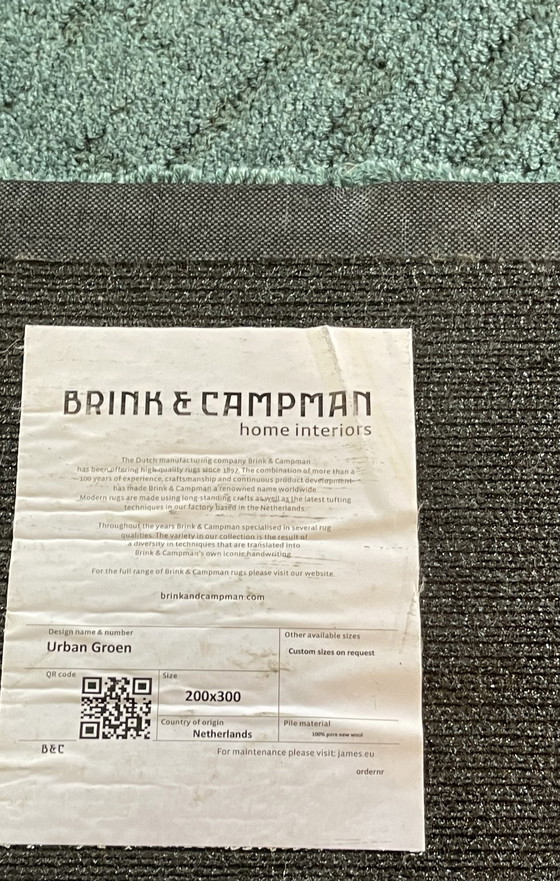 BRINK & CAMPMAN
home interiors
The Dutch manufacturing company Brink & Campman
has been offering high-quality rugs since 1897. The combination of more than a
100 years of experience, craftsmanship and continuous product development
has made Brink & Campman a renowned name worldwide.
Modern rugs are made using long-standing crafts as well as the latest tufting
techniques in our factory based in the Netherlands.
Throughout the years Brink & Campman specialised in several rug
qualities. The variety in our collection is the result of
a diversity in techniques that are translated into
Brink & Campman's own iconic handwriting.
For the full range of Brink & Campman rugs please visit our website.
brinkandcampman.com
Design name & number
Urban Groen
Other available sizes
Custom sizes on request
QR code
Size
200x300
Country of origin
Netherlands
Pile material
100% pure new wool
B&C
For maintenance please visit: james.eu
ordernr